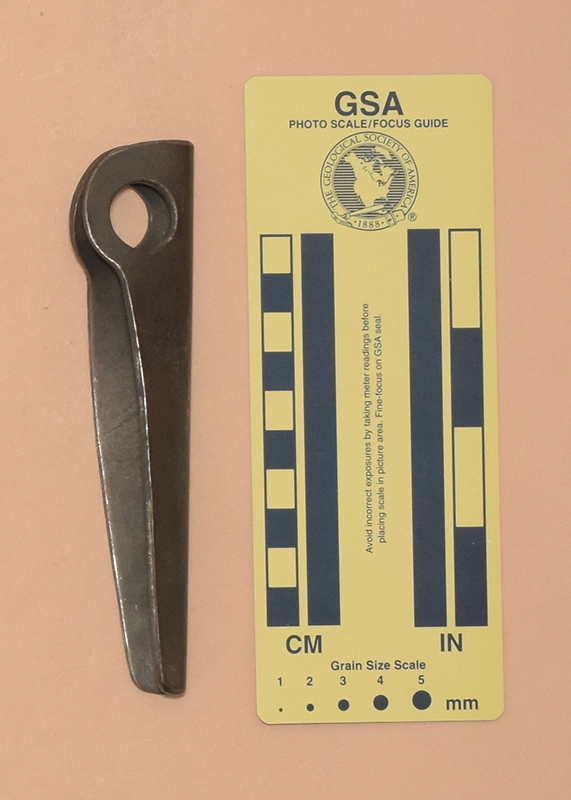 GSA
PHOTO SCALE/FOCUS GUIDE
THE GEOLOGICAL SOCIETY OF AMERICA
1888
®
Avoid incorrect exposures by taking meter readings before
placing scale in picture area. Fine-focus on GSA seal.
CM
IN
Grain Size Scale
1 2 3 4 5
mm